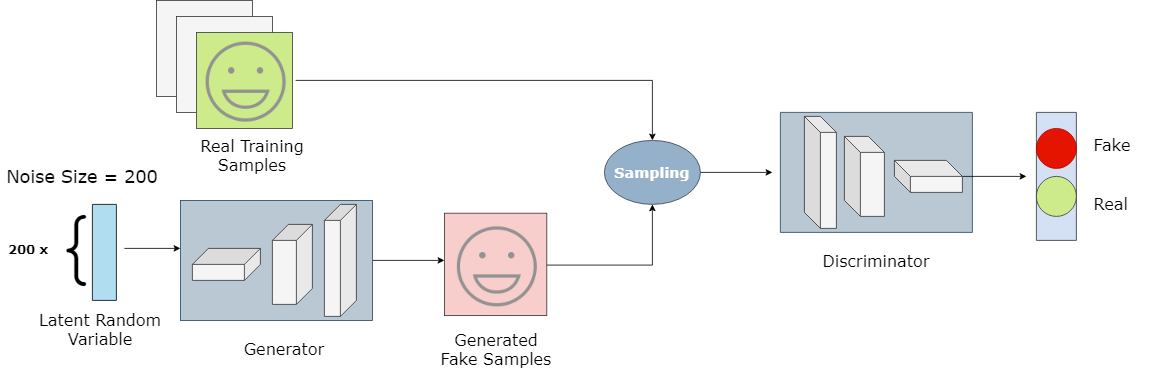 Real Training
Samples
Noise Size = 200
200 x
Latent Random
Variable
Generator
Generated
Fake Samples
Sampling
Discriminator
Fake
Real